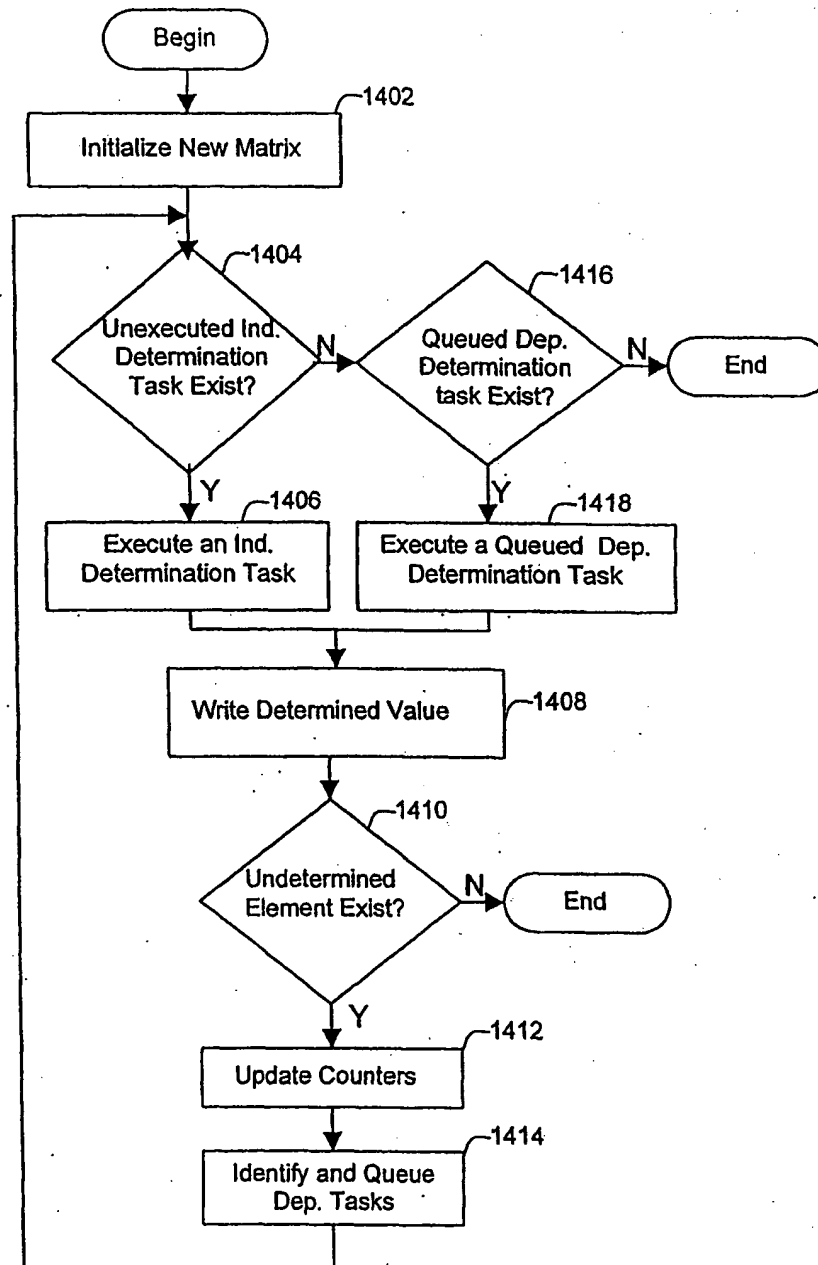 Begin
1402
Initialize New Matrix
1404
Unexecuted Ind.
Determination
Task Exist?
N
1416
Queued Dep.
Determination
task Exist?
N
End
Y
1406
Execute an Ind.
Determination Task
Y
1418
Execute a Queued Dep.
Determination Task
Write Determined Value
1408
1410
Undetermined
Element Exist?
N
End
Y
1412
Update Counters
1414
Identify and Queue
Dep. Tasks